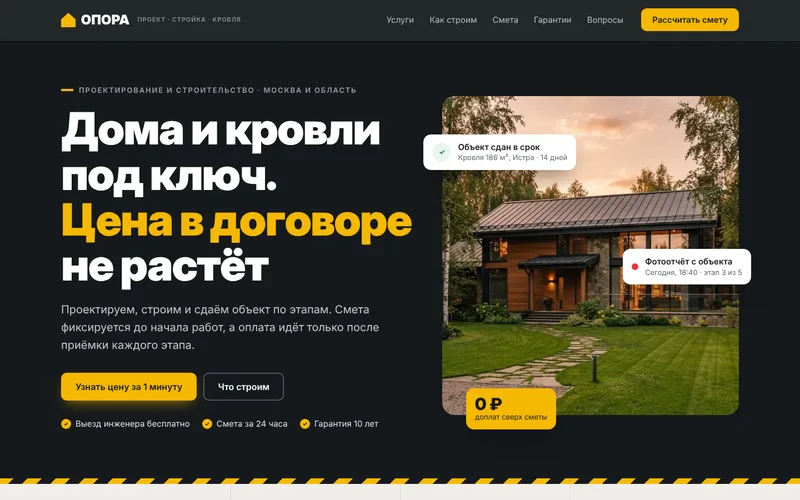 ОПОРА
ПРОЕКТ · СТРОЙКА · КРОВЛЯ
Услуги
Как строим
Смета
Гарантии
Вопросы
Рассчитать смету
ПРОЕКТИРОВАНИЕ И СТРОИТЕЛЬСТВО · МОСКВА И ОБЛАСТЬ
Дома и кровли
под ключ.
Цена в договоре
не растёт
Проектируем, строим и сдаём объект по этапам. Смета
фиксируется до начала работ, а оплата идёт только после
приёмки каждого этапа.
Узнать цену за 1 минуту
Что строим
Выезд инженера бесплатно
Смета за 24 часа
Гарантия 10 лет
Объект сдан в срок
Кровля 186 м², Истра · 14 дней
Фотоотчёт с объекта
Сегодня, 18:40 · этап 3 из 5
0 ₽
доплат сверх сметы